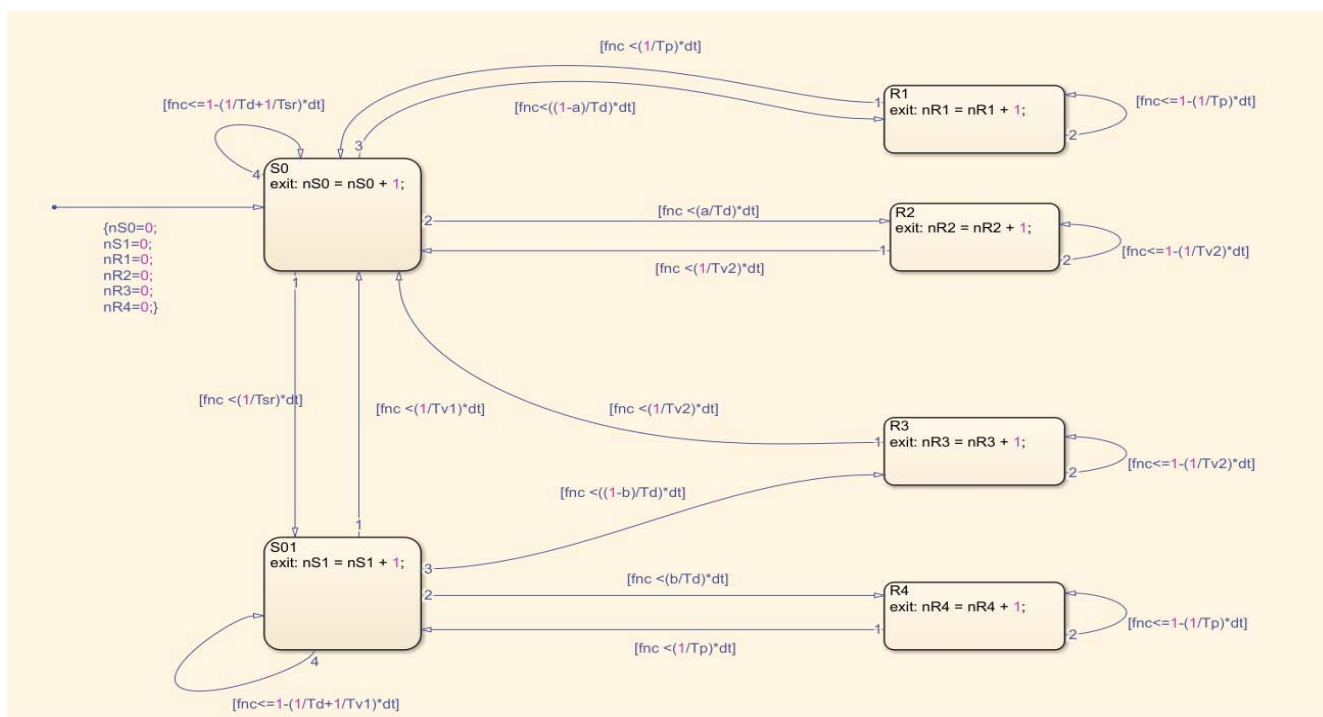 [fnc <(1/Tp)*dt]
[fnc<=1-(1/Td+1/Tsr)*dt]
[fnc<((1-a)/Td)*dt]
1
R1
exit: nR1 = nR1 + 1;
2
[fnc<=1-(1/Tp)*dt]
3
4
S0
exit: nS0 = nS0 + 1;
{nS0=0;
nS1=0;
nR1=0;
nR2=0;
nR3=0;
nR4=0;}
2
[fnc <(a/Td)*dt]
R2
exit: nR2 = nR2 + 1;
1
2
[fnc<=1-(1/Tv2)*dt]
[fnc <(1/Tv2)*dt]
1
[fnc <(1/Tsr)*dt]
[fnc <(1/Tv1)*dt]
[fnc <(1/Tv2)*dt]
R3
1
exit: nR3 = nR3 + 1;
2
[fnc<=1-(1/Tv2)*dt]
[fnc <((1-b)/Td)*dt]
1
S01
exit: nS1 = nS1 + 1;
3
2
[fnc <(b/Td)*dt]
R4
exit: nR4 = nR4 + 1;
1
2
[fnc<=1-(1/Tp)*dt]
[fnc <(1/Tp)*dt]
4
[fnc<=1-(1/Td+1/Tv1)*dt]